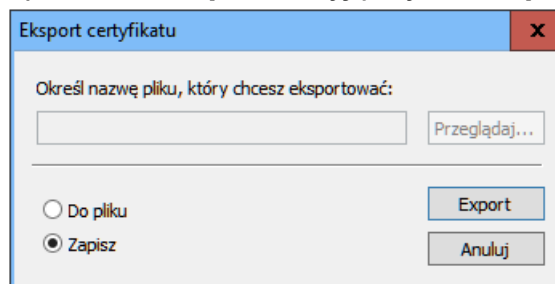 Eksport certyfikatu
x
Określ nazwę pliku, który chcesz eksportować:
Przeglądaj...
Do pliku
Export
Zapisz
Anuluj